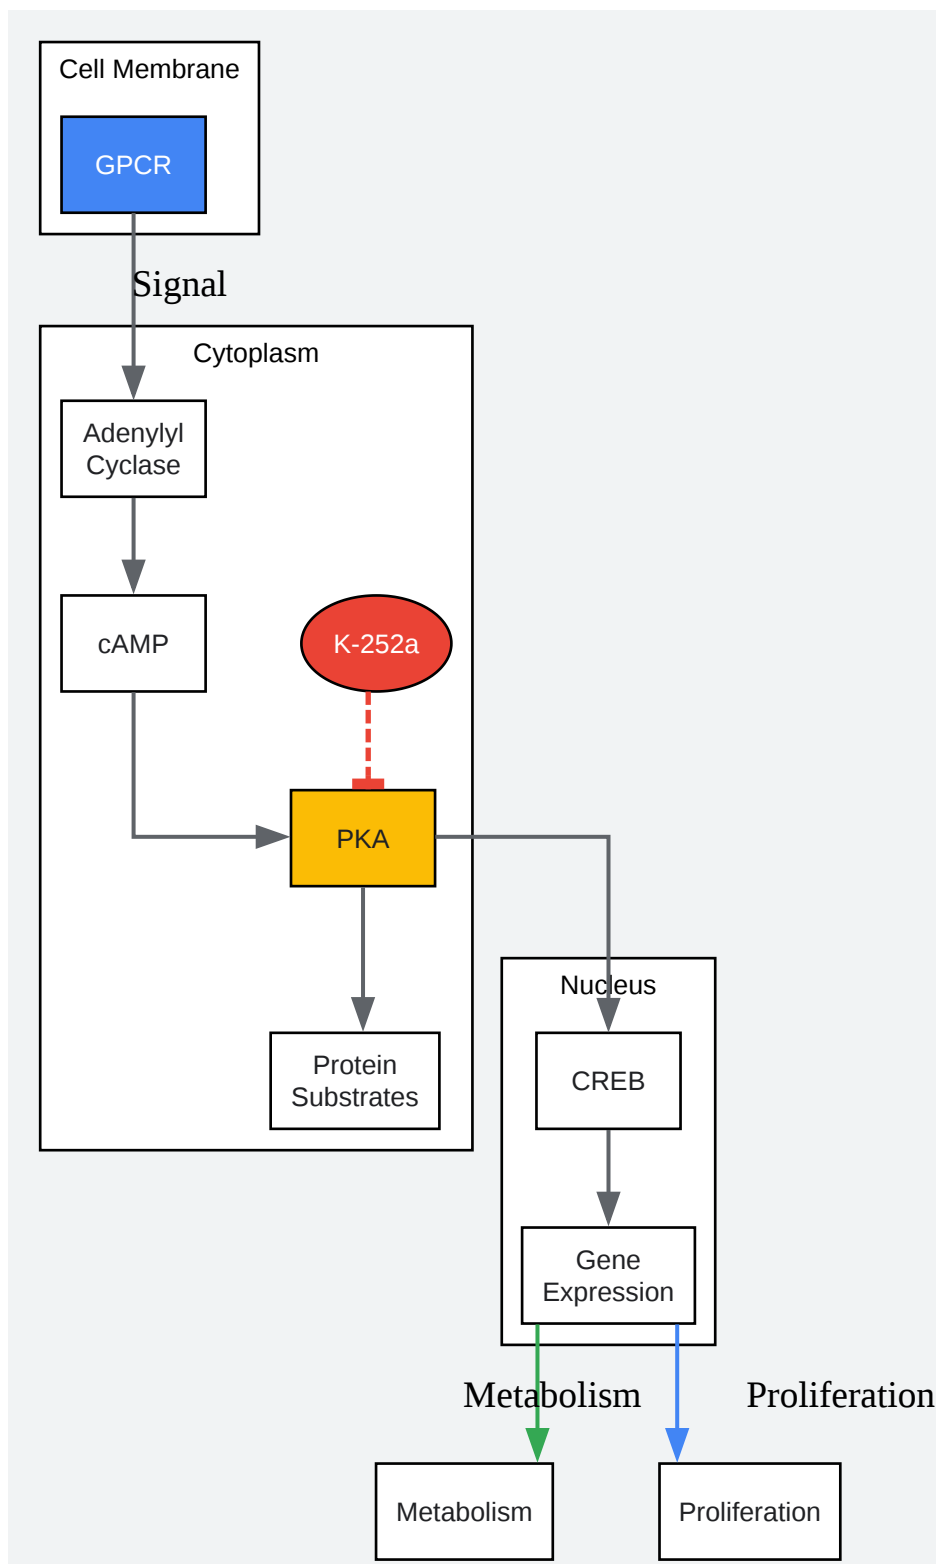 Cell Membrane
GPCR
Signal
Cytoplasm
Adenylyl
Cyclase
cAMP
K-252a
PKA
Protein
Substrates
Nucleus
CREB
Gene
Expression
Metabolism
Proliferation
Metabolism
Proliferation